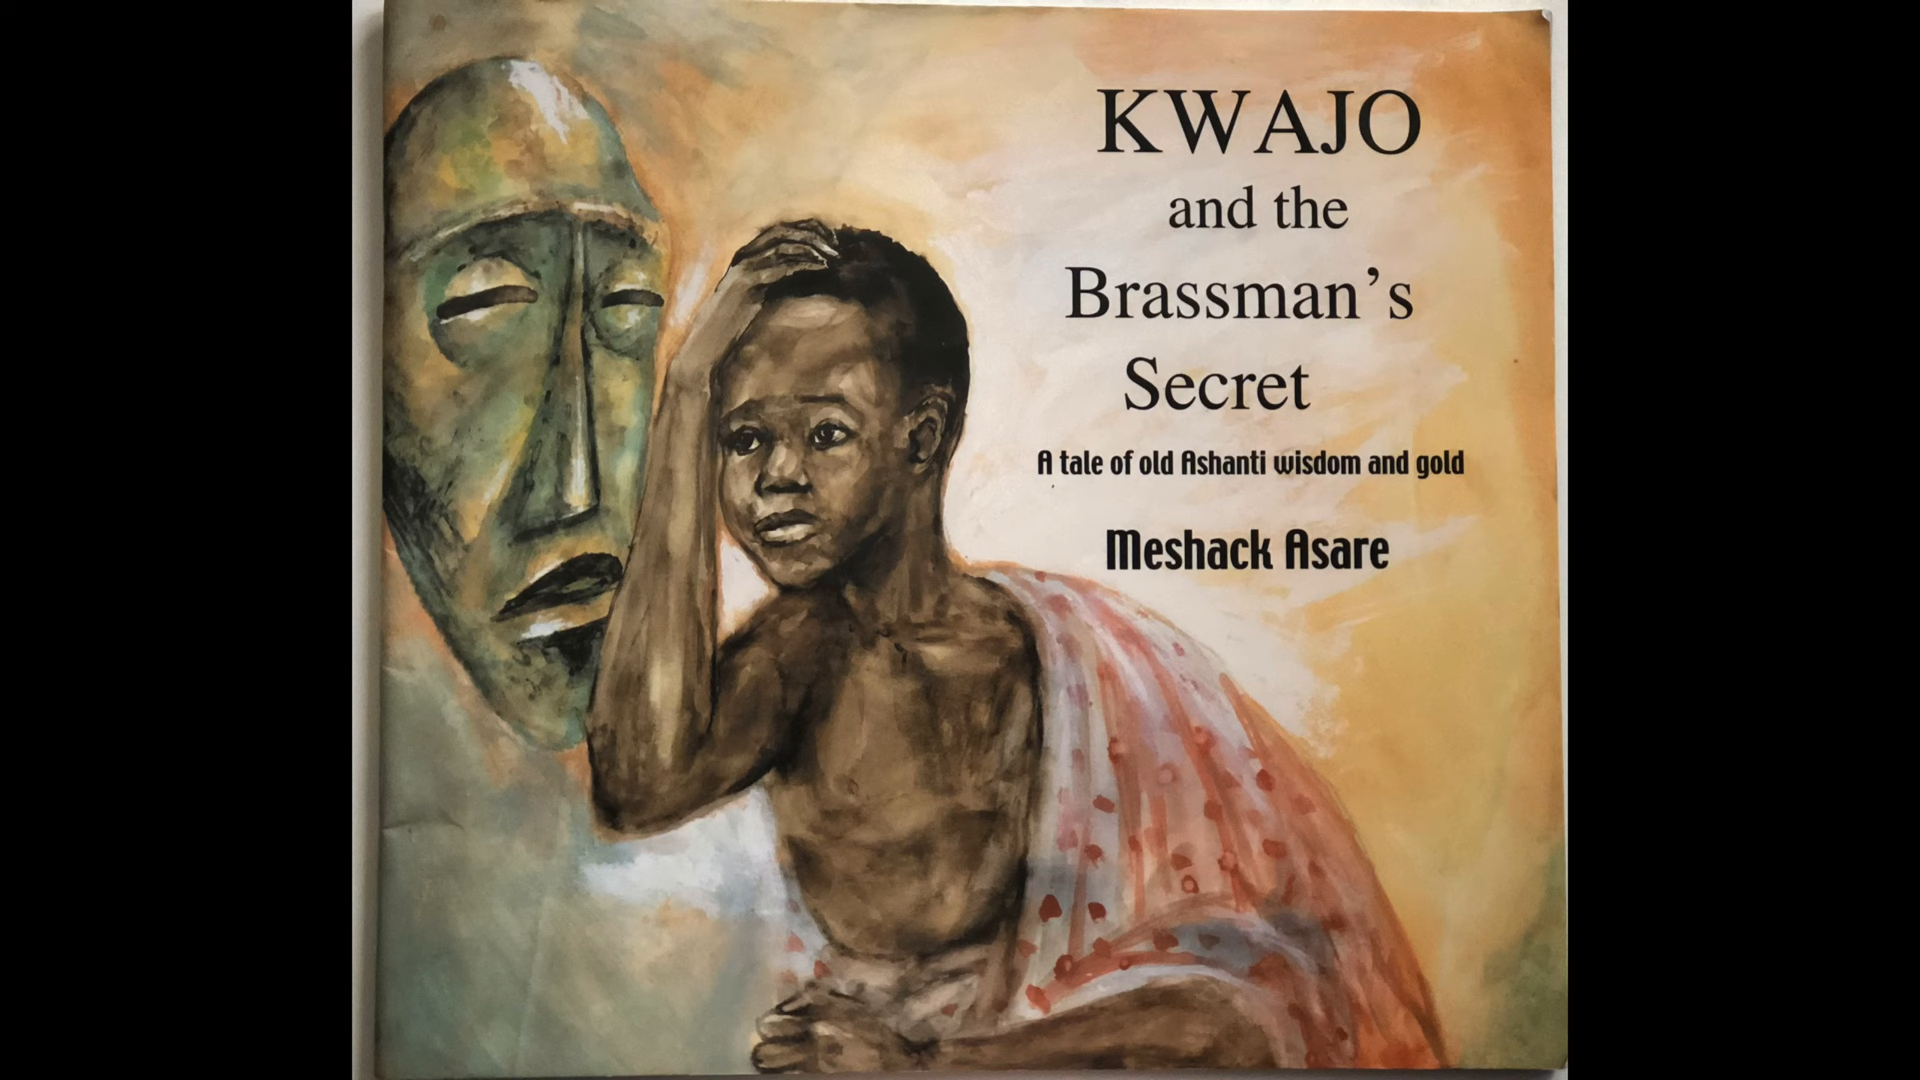 KWAJO
and the
Brassman's
Secret
A tale of old Ashanti wisdom and gold
Meshack Asare